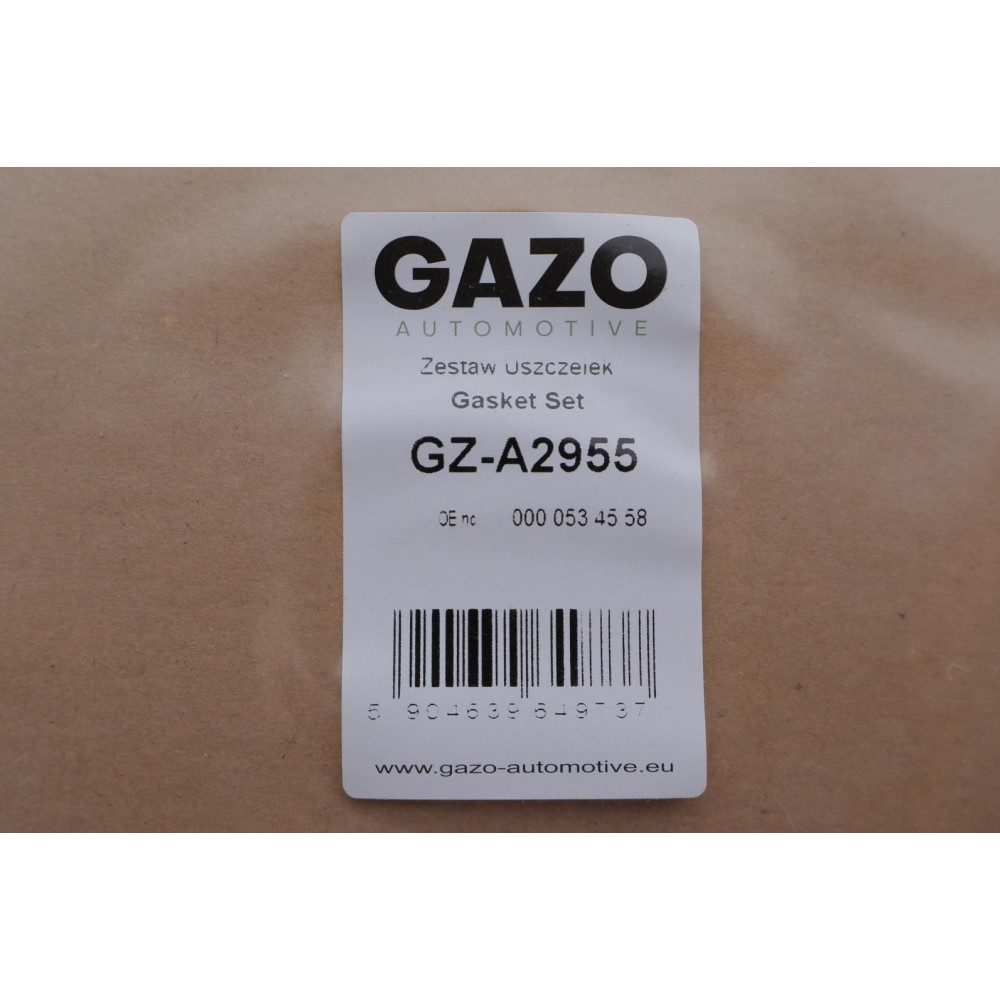 GAZO
AUTOMOTIVE
Zestaw Uszczelek
Gasket Set
GZ-A2955
OE no 000 053 45 58
5 904639 649737
www.gazo-automotive.eu